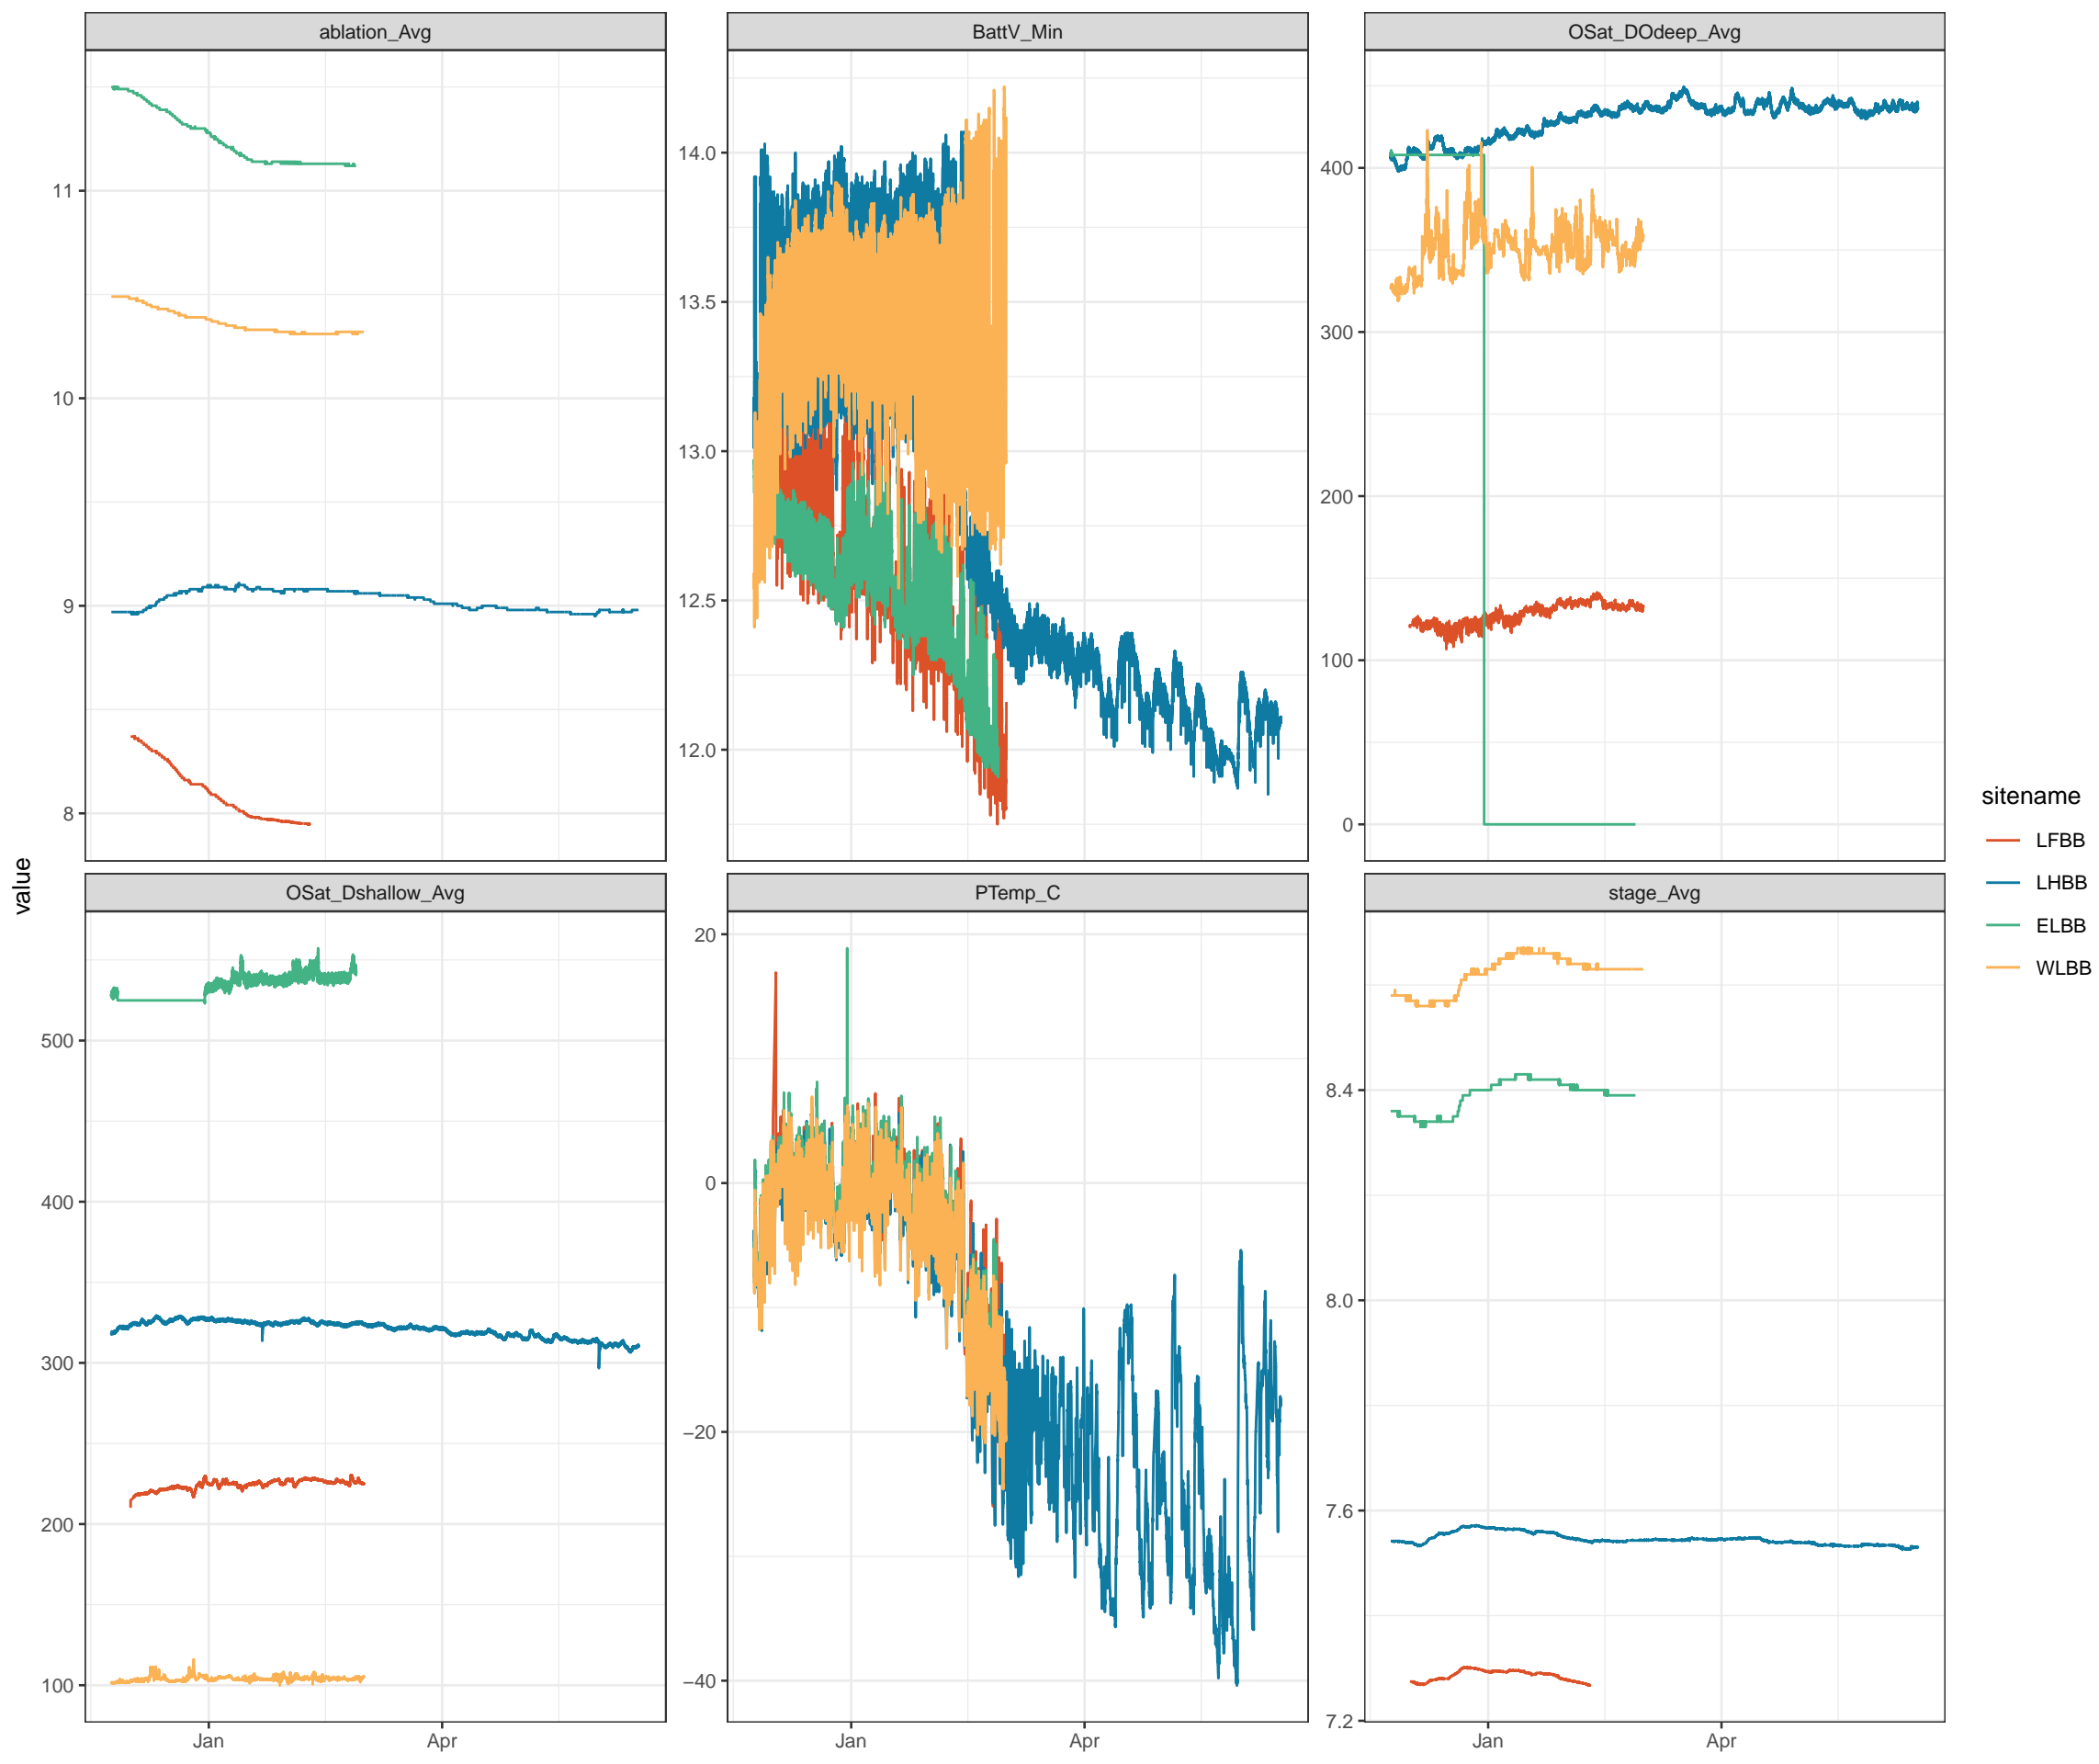 ablation_Avg
BattV_Min
OSat_DOdeep_Avg
11
10
9
8
14.0
13.5
13.0
12.5
12.0
400
300
200
100
0
value
OSat_Dshallow_Avg
PTemp_C
stage_Avg
500
400
300
200
100
20
0
−20
−40
8.4
8.0
7.6
7.2
Jan
Apr
Jan
Apr
Jan
Apr
sitename
LFBB
LHBB
ELBB
WLBB